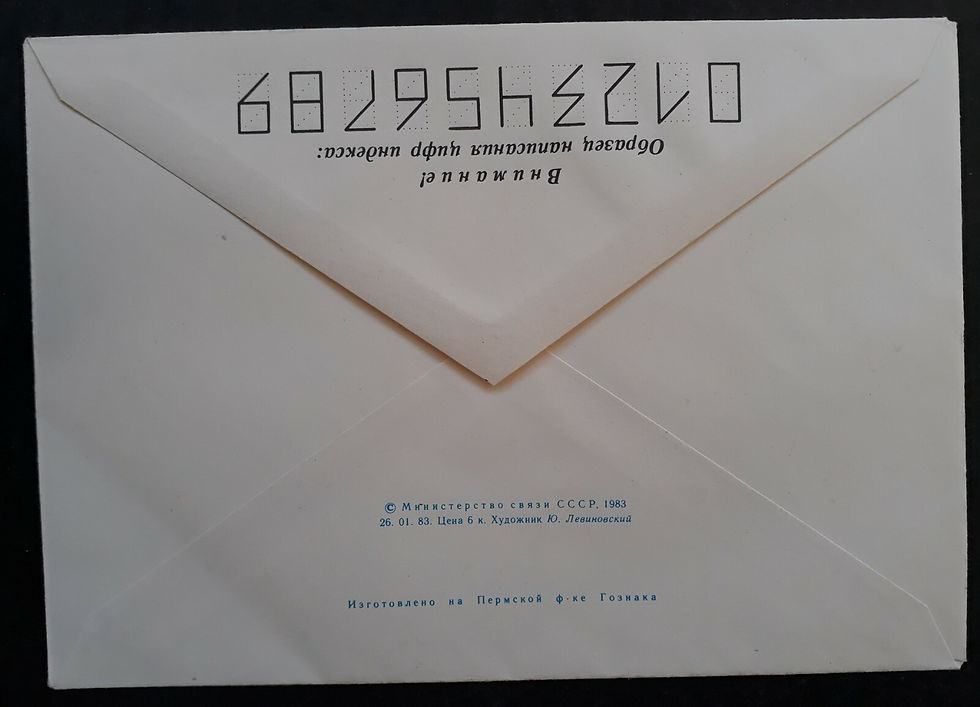 Внимание!
Образец написания цифр индекса:
0123456789
© Министерство связи СССР, 1983
26. 01. 83. Цена 6 к. Художник Ю. Левиновский
Изготовлено на Пермской ф-ке Гознака